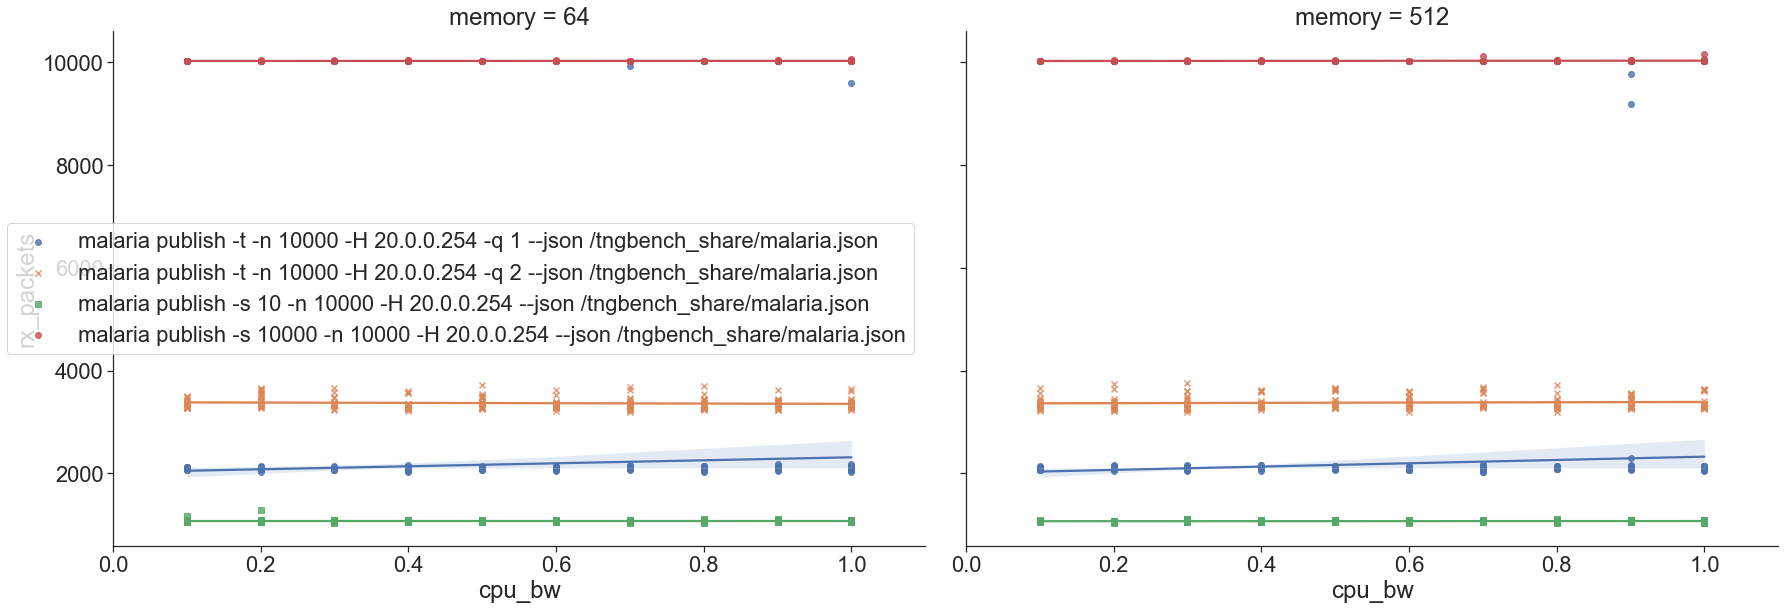 memory = 64
memory = 512
10000
8000
6000
4000
2000
rx_packets
malaria publish -t -n 10000 -H 20.0.0.254 -q 1 --json /tngbench_share/malaria.json
malaria publish -t -n 10000 -H 20.0.0.254 -q 2 --json /tngbench_share/malaria.json
malaria publish -s 10 -n 10000 -H 20.0.0.254 --json /tngbench_share/malaria.json
malaria publish -s 10000 -n 10000 -H 20.0.0.254 --json /tngbench_share/malaria.json
0.0 0.2 0.4 0.6 0.8 1.0
0.0 0.2 0.4 0.6 0.8 1.0
cpu_bw
cpu_bw